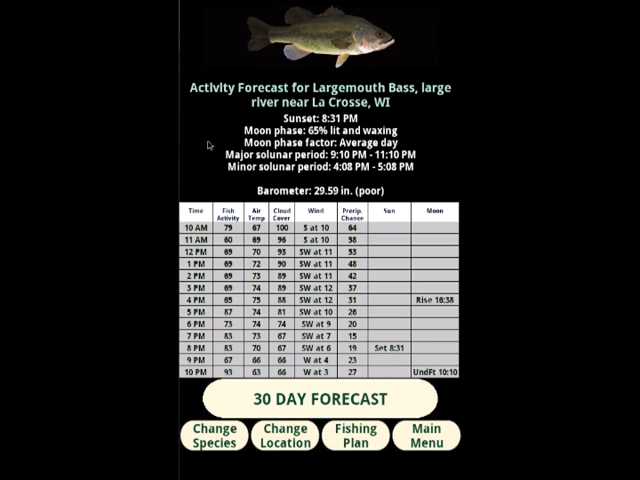 Activity Forecast for Largemouth Bass, large
river near La Crosse, WI
Sunset: 8:31 PM
Moon phase: 65% lit and waxing
Moon phase factor: Average day
Major solunar period: 9:10 PM - 11:10 PM
Minor solunar period: 4:08 PM - 5:08 PM
Barometer: 29.59 in. (poor)
Time Fish Activity Air Temp Cloud Cover Wind Precip. Chance Sun Moon
10 AM 79 67 100 S at 10 64
11 AM 60 69 96 S at 10 58
12 PM 69 70 93 SW at 11 53
1 PM 69 72 90 SW at 11 48
2 PM 69 73 89 SW at 11 42
3 PM 69 74 89 SW at 12 37
4 PM 65 75 88 SW at 12 31 Rise 16:38
5 PM 87 74 81 SW at 10 26
6 PM 73 74 74 SW at 9 20
7 PM 83 73 67 SW at 7 15
8 PM 83 70 67 SW at 6 19 Set 8:31
9 PM 67 66 66 W at 4 23
10 PM 93 63 66 W at 3 27 UndFt 10:10
30 DAY FORECAST
Change Species
Change Location
Fishing Plan
Main Menu